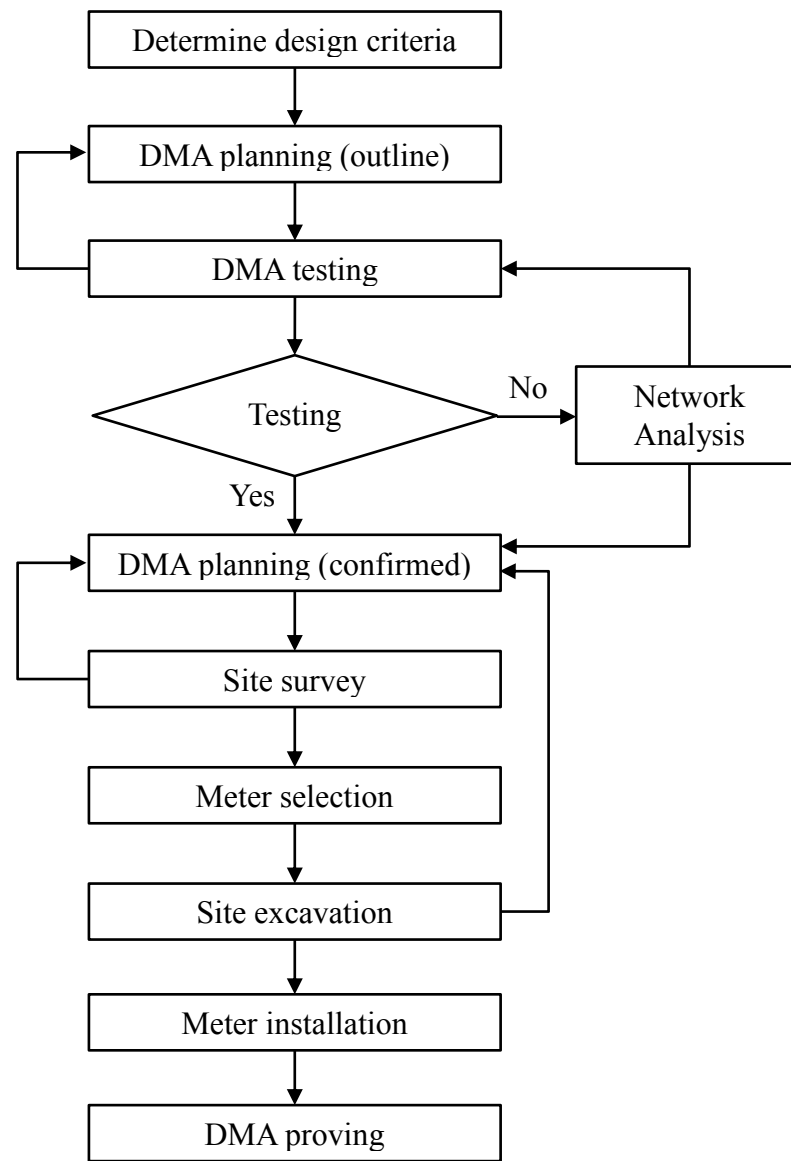 Determine design criteria
DMA planning (outline)
DMA testing
Testing
No
Network
Analysis
Yes
DMA planning (confirmed)
Site survey
Meter selection
Site excavation
Meter installation
DMA proving